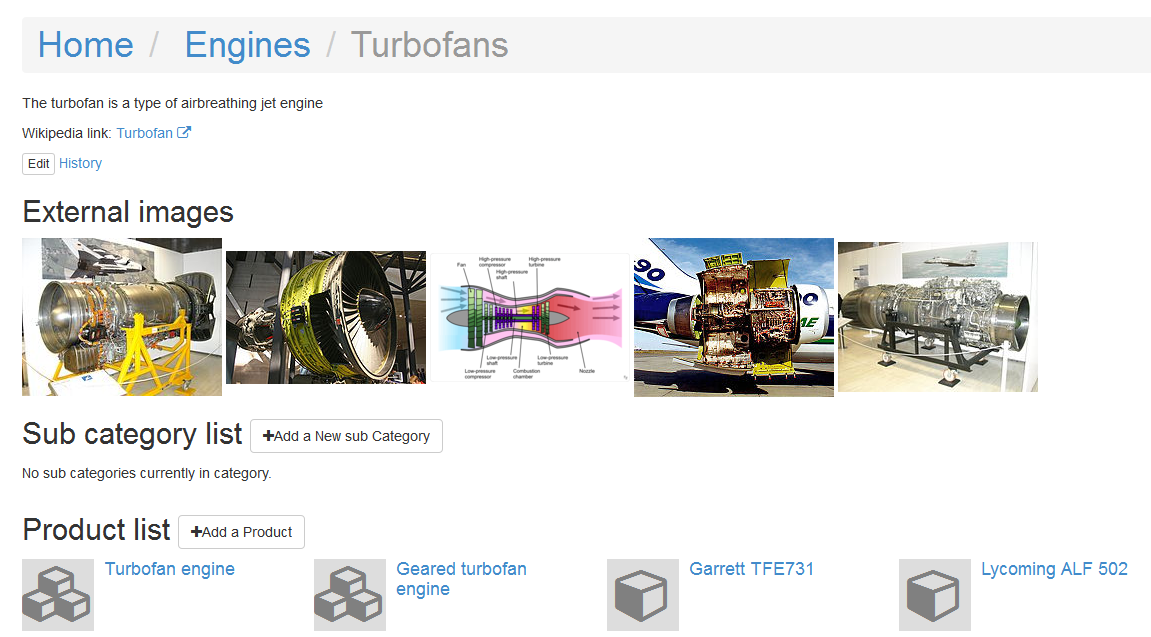 Home / Engines / Turbofans
The turbofan is a type of airbreathing jet engine
Wikipedia link: Turbofan
Edit History
External images
Fan
High-pressure
compressor
High-pressure
turbine
High-pressure
shaft
Low-pressure
shaft
Low-pressure
turbine
Low-pressure
compressor
Combustion
chamber
Nozzle
90
Sub category list +Add a New sub Category
No sub categories currently in category.
Product list +Add a Product
Turbofan engine
Geared turbofan
engine
Garrett TFE731
Lycoming ALF 502